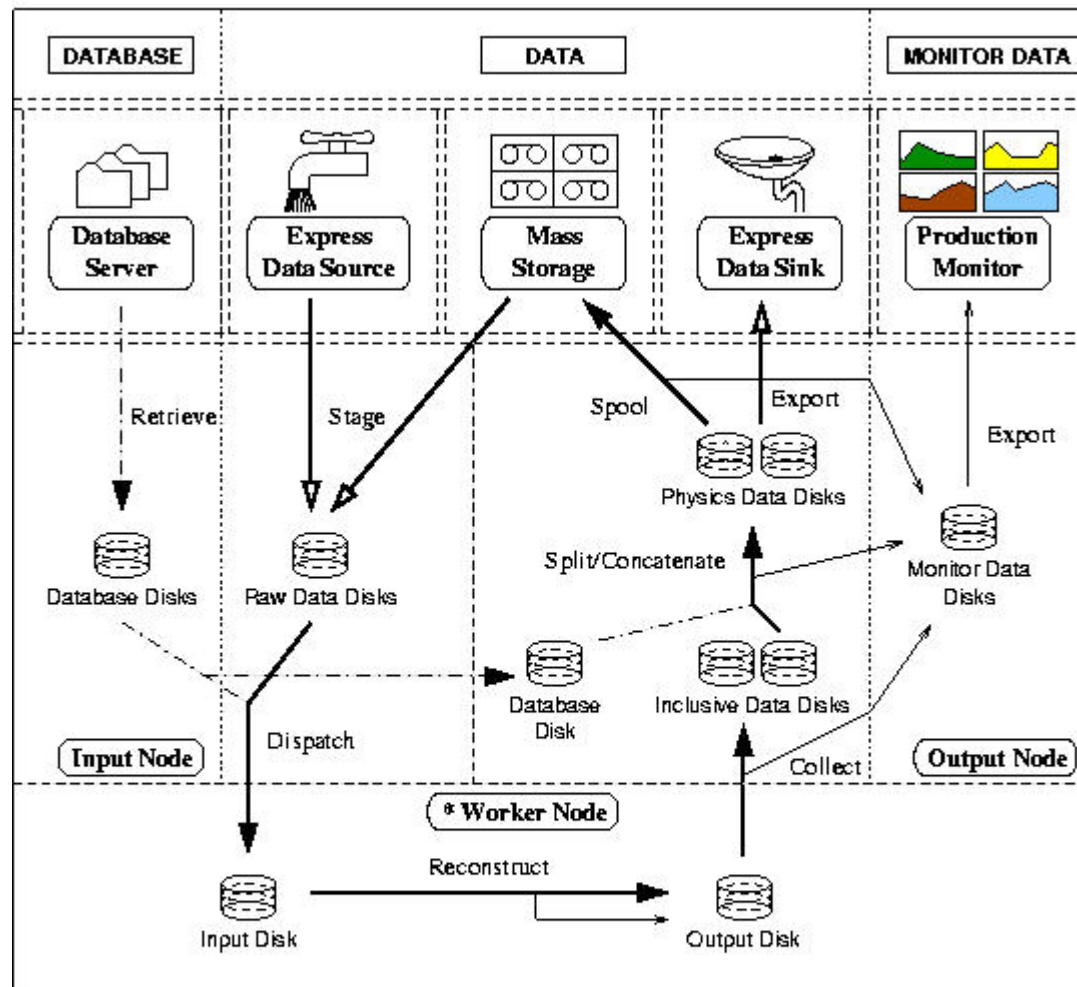 DATABASE
DATA
MONITOR DATA
Database
Server
Express
Data Source
Mass
Storage
Express
Data Sink
Production
Monitor
Retrieve
Stage
Spool
Export
Export
Physics Data Disks
Database Disks
Raw Data Disks
Split/Concatenate
Monitor Data
Disks
Database
Disk
Inclusive Data Disks
Dispatch
Input Node
Collect
Output Node
* Worker Node
Reconstruct
Input Disk
Output Disk